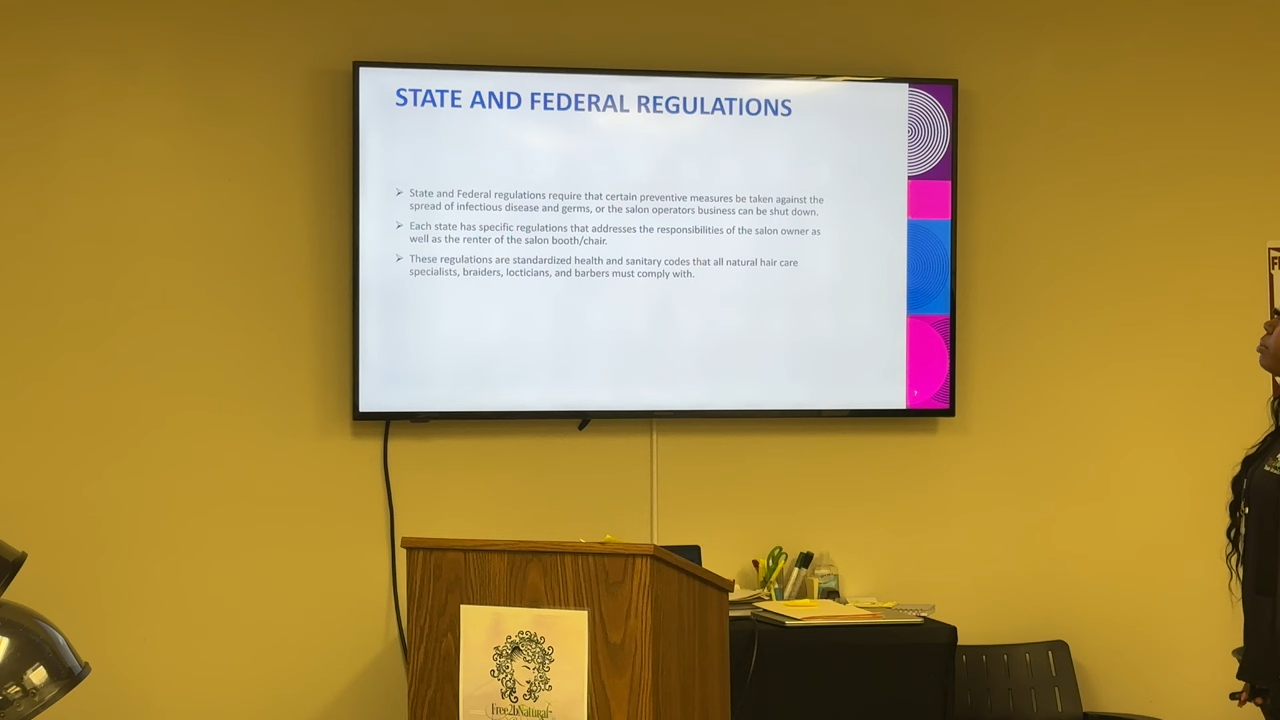 STATE AND FEDERAL REGULATIONS
➢ State and Federal regulations require that certain preventive measures be taken against the
spread of infectious disease and germs, or the salon operators business can be shut down.
➢ Each state has specific regulations that addresses the responsibilities of the salon owner as
well as the renter of the salon booth/chair.
➢ These regulations are standardized health and sanitary codes that all natural hair care
specialists, braiders, locticians, and barbers must comply with.
7
Free2bNatural